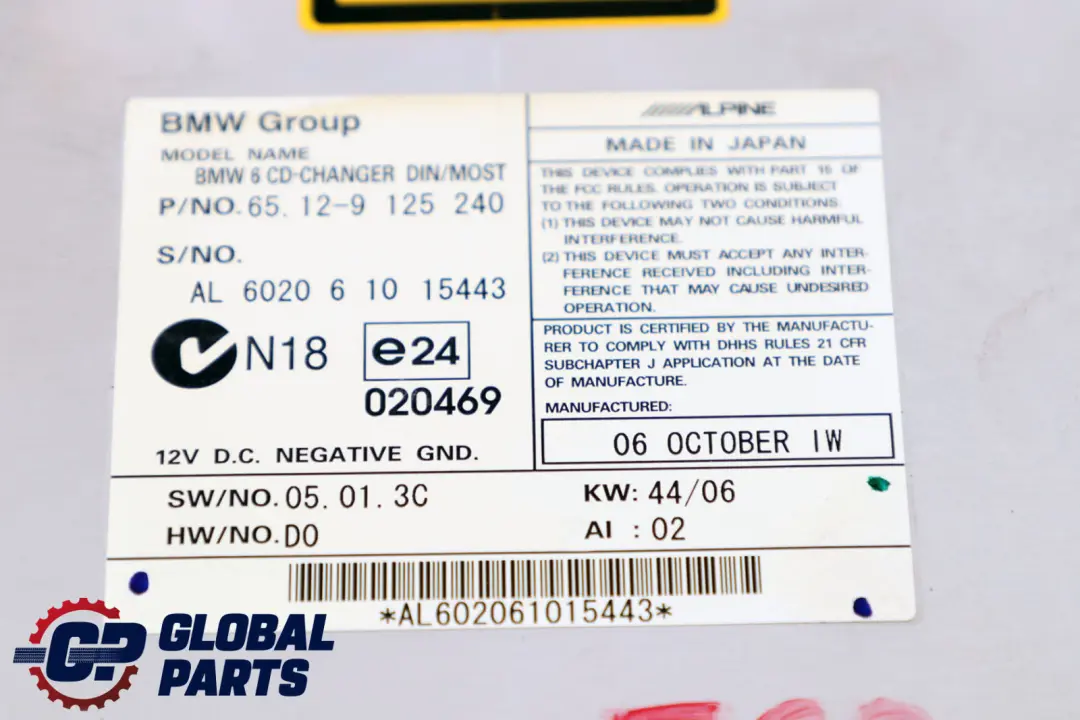 BMW Group
MODEL NAME
BMW 6 CD-CHANGER DIN/MOST
P/NO. 65. 12-9 125 240
S/NO.
AL 6020 6 10 15443
N18
e24
020469
12V D.C. NEGATIVE GND.
ALPINE
MADE IN JAPAN
THIS DEVICE COMPLIES WITH PART 15 OF
THE FCC RULES. OPERATION IS SUBJECT
TO THE FOLLOWING TWO CONDITIONS.
(1) THIS DEVICE MAY NOT CAUSE HARMFUL
INTERFERENCE.
(2) THIS DEVICE MUST ACCEPT ANY INTER-
FERENCE RECEIVED INCLUDING INTER-
FERENCE THAT MAY CAUSE UNDESIRED
OPERATION.
PRODUCT IS CERTIFIED BY THE MANUFACTU-
RER TO COMPLY WITH DHHS RULES 21 CFR
SUBCHAPTER J APPLICATION AT THE DATE
OF MANUFACTURE.
MANUFACTURED:
06 OCTOBER IW
SW/NO. 05. 01. 3C
KW: 44/06
HW/NO. D0
AI : 02
*AL602061015443*
GP GLOBAL
PARTS